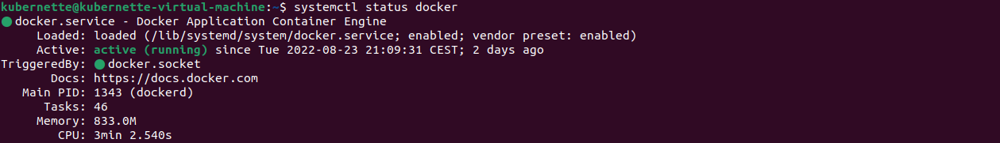 kubernette@kubernette-virtual-machine:~$ systemctl status docker
● docker.service - Docker Application Container Engine
     Loaded: loaded (/lib/systemd/system/docker.service; enabled; vendor preset: enabled)
     Active: active (running) since Tue 2022-08-23 21:09:31 CEST; 2 days ago
TriggeredBy: ● docker.socket
       Docs: https://docs.docker.com
   Main PID: 1343 (dockerd)
      Tasks: 46
     Memory: 833.0M
        CPU: 3min 2.540s